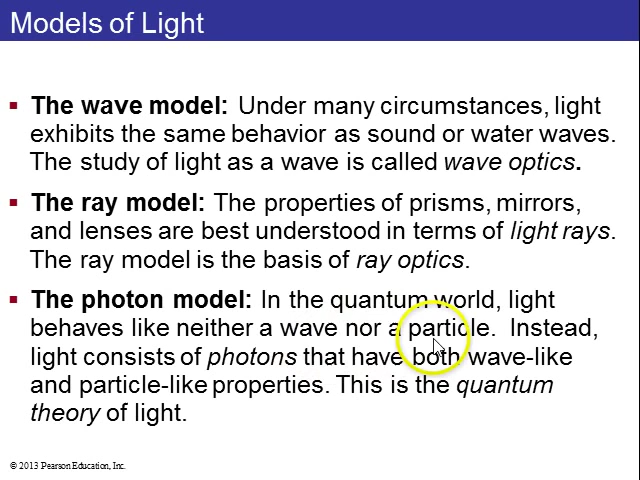 Models of Light
▪ The wave model: Under many circumstances, light
exhibits the same behavior as sound or water waves.
The study of light as a wave is called wave optics.
▪ The ray model: The properties of prisms, mirrors,
and lenses are best understood in terms of light rays.
The ray model is the basis of ray optics.
▪ The photon model: In the quantum world, light
behaves like neither a wave nor a particle.  Instead,
light consists of photons that have both wave-like
and particle-like properties. This is the quantum
theory of light.
© 2013 Pearson Education, Inc.